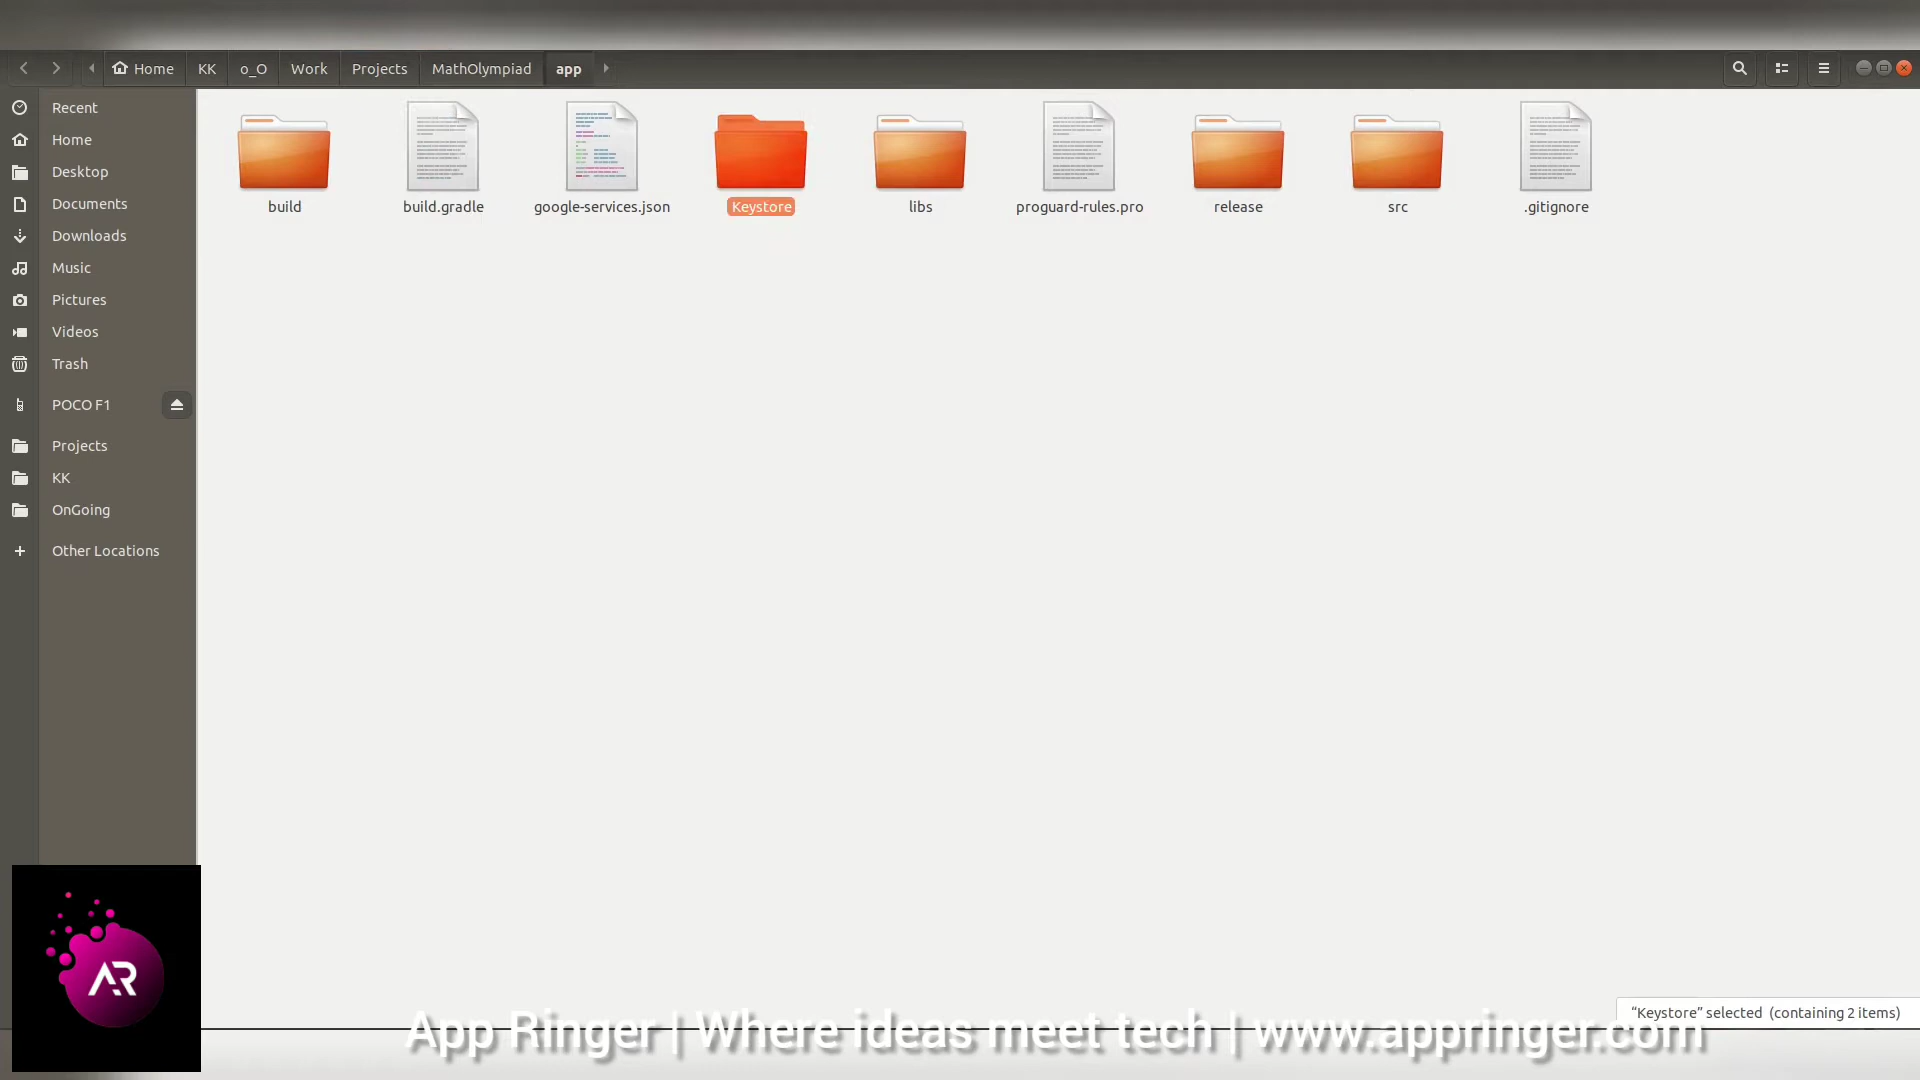 Home KK o_O Work Projects MathOlympiad app
Recent
Home
Desktop
Documents
Downloads
Music
Pictures
Videos
Trash
POCO F1
Projects
KK
OnGoing
Other Locations
build build.gradle google-services.json Keystore libs proguard-rules.pro release src .gitignore
“Keystore” selected (containing 2 items)
AR
App Ringer | Where ideas meet tech | www.appringer.com